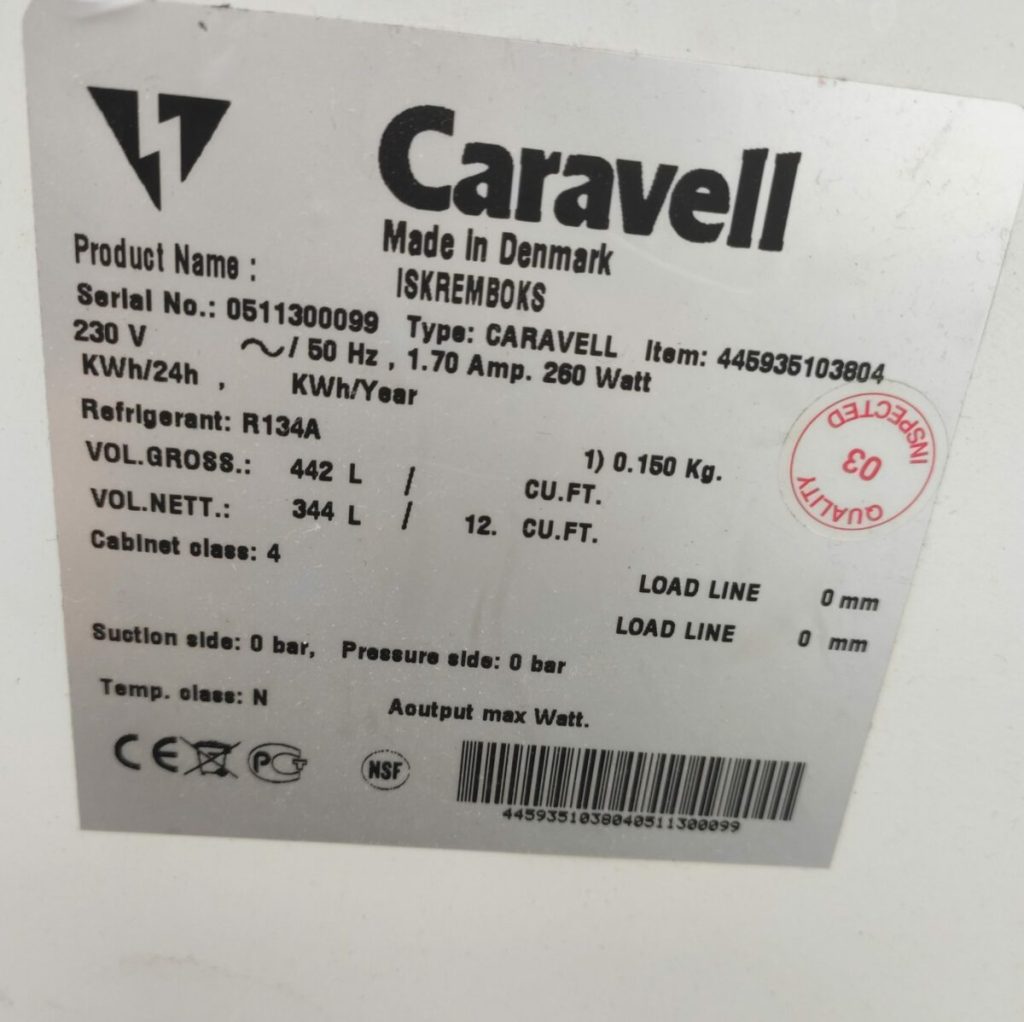 Caravell
Made in Denmark
Product Name : ISKREMBOKS
Serial No.: 0511300099 Type: CARAVELL Item: 445935103804
230 V ~/ 50 Hz , 1.70 Amp. 260 Watt
KWh/24h , KWh/Year
Refrigerant: R134A 1) 0.150 Kg.
VOL.GROSS.: 442 L / CU.FT.
VOL.NETT.: 344 L / 12. CU.FT.
Cabinet class: 4
LOAD LINE 0 mm
LOAD LINE 0 mm
Suction side: 0 bar, Pressure side: 0 bar
Temp. class: N Aoutput max Watt.
CE PCT NSF
4459351038040511300099
QUALITY INSPECTED
03